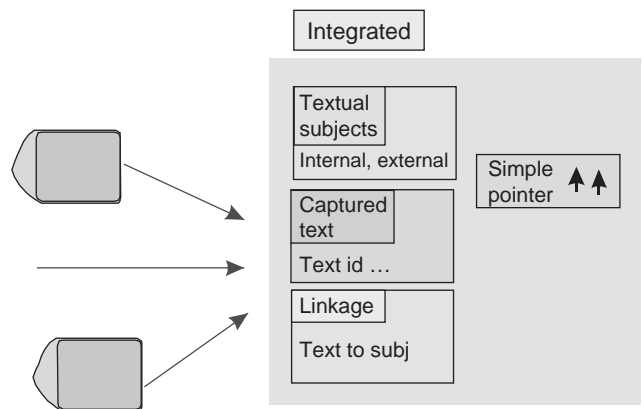 Integrated
Textual
subjects
Internal, external
Simple
pointer
Captured
text
Text id …
Linkage
Text to subj